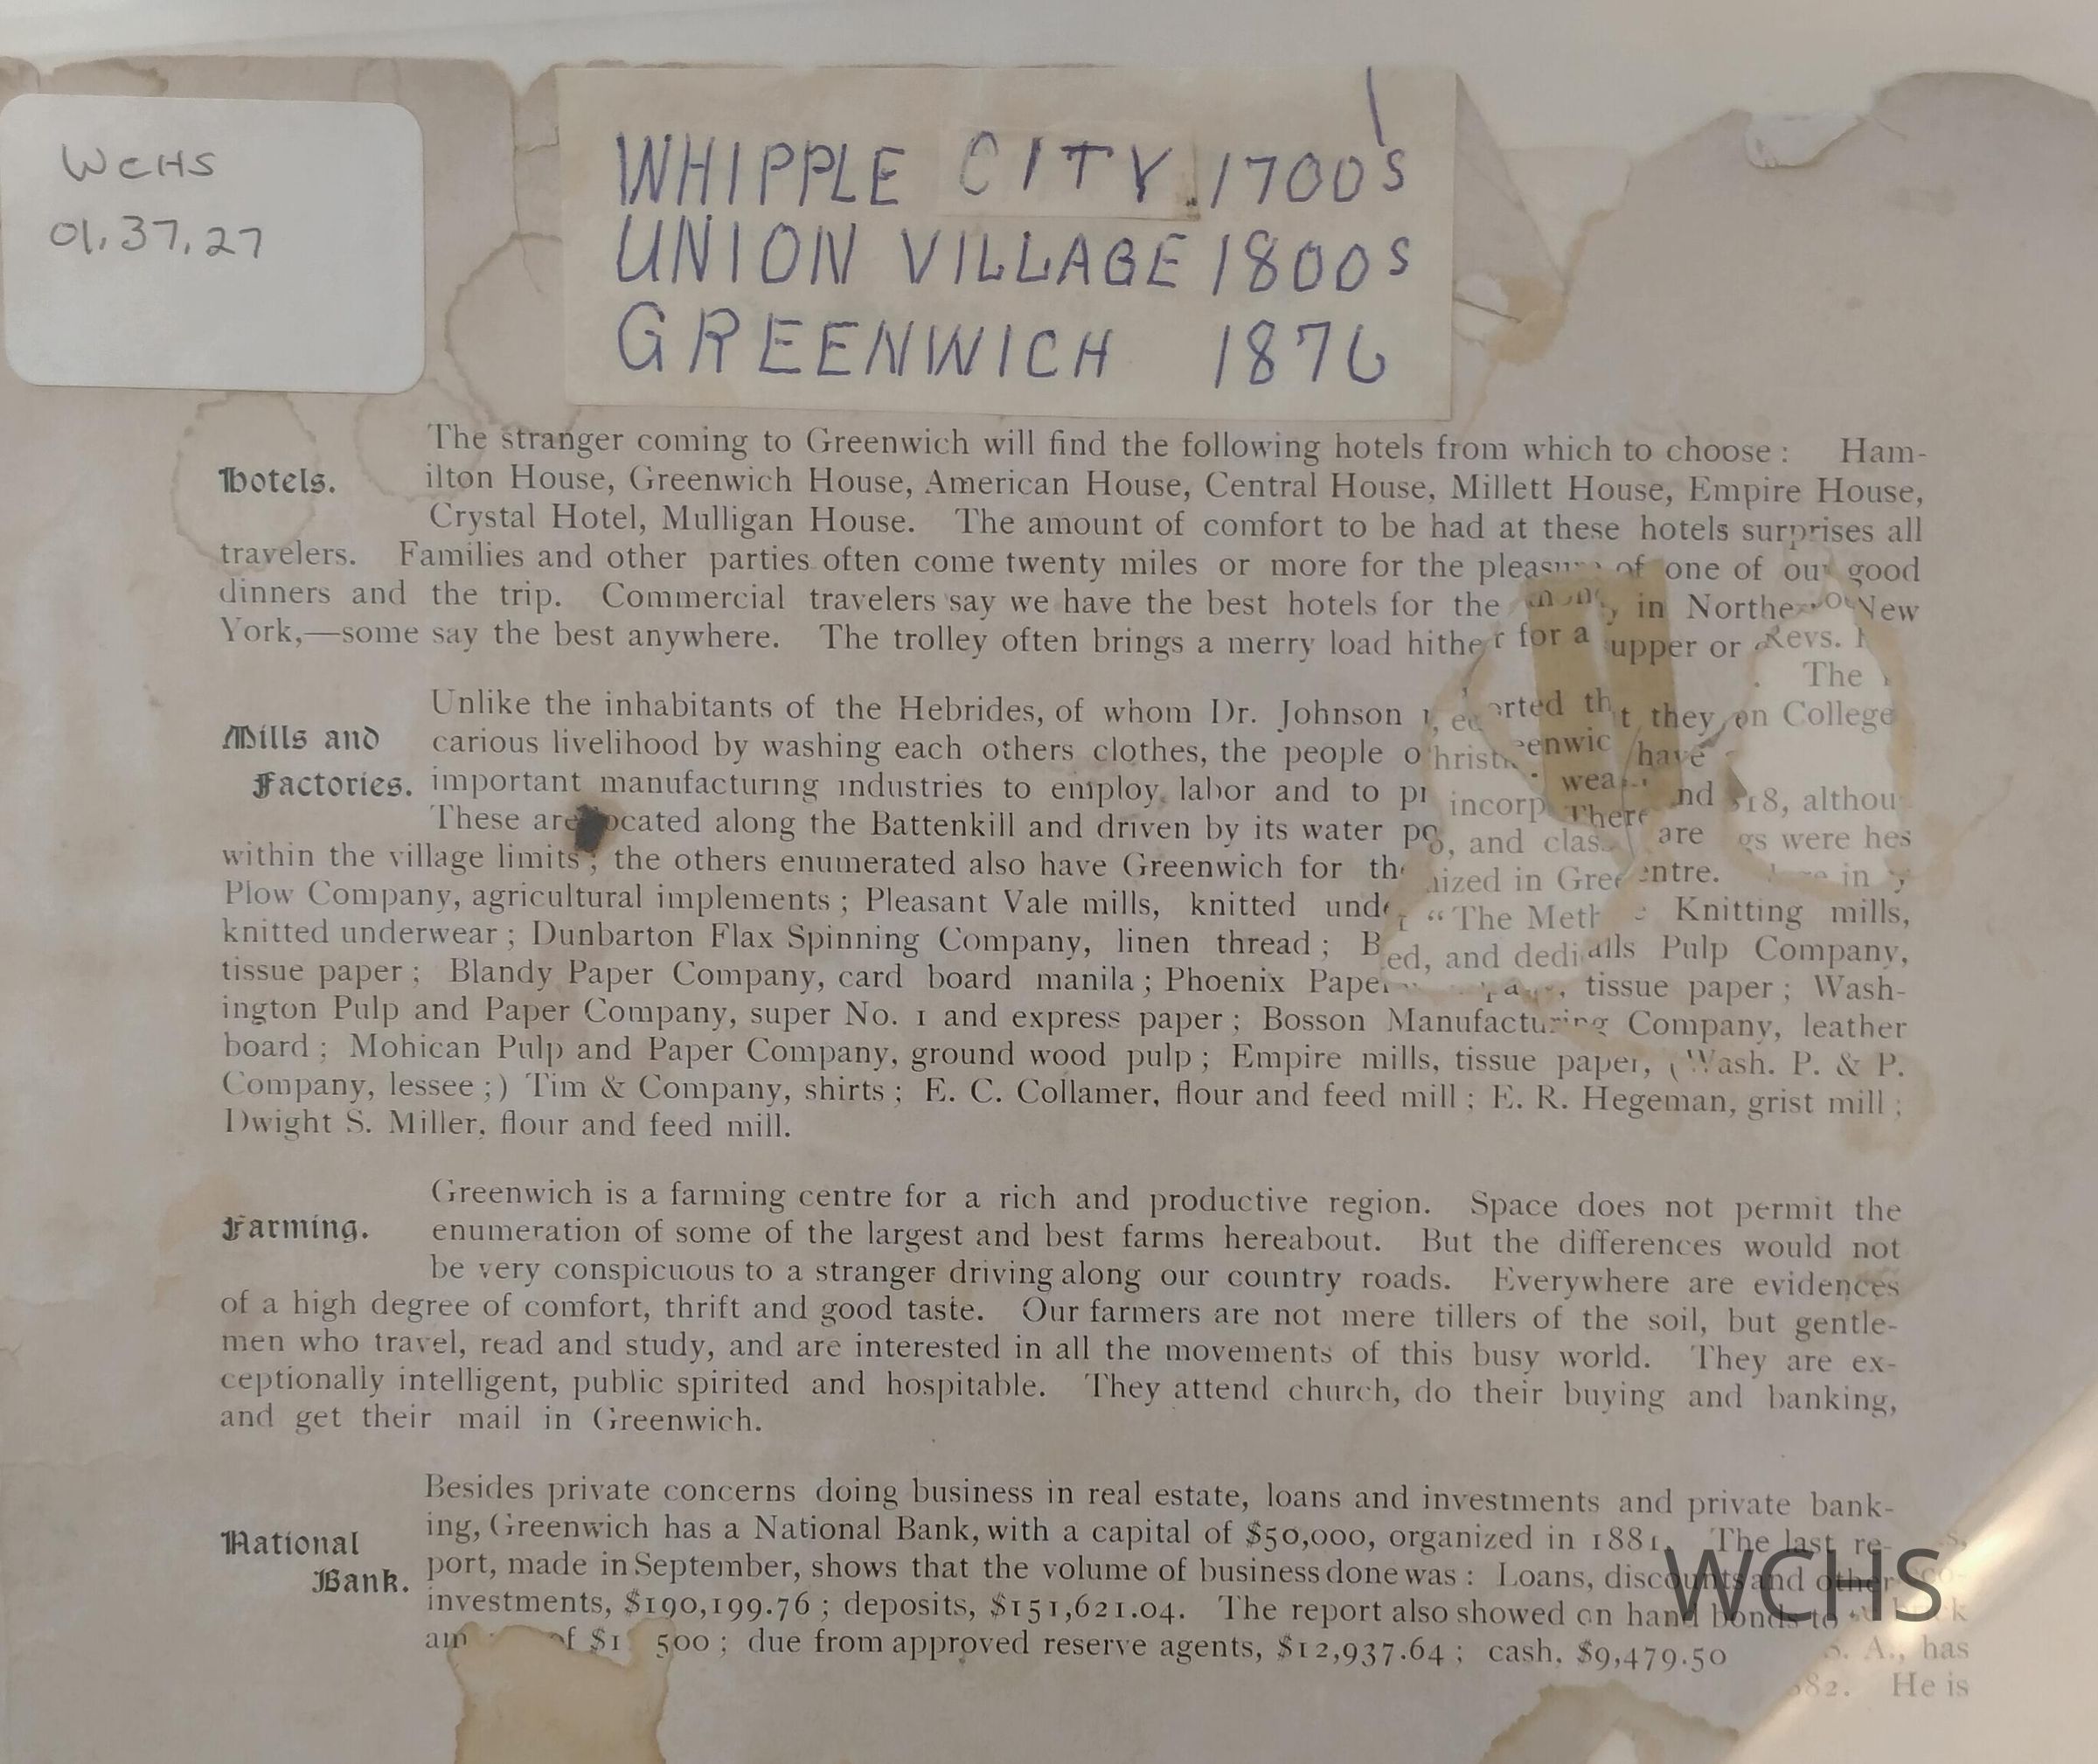 WCHS
01.37.27
WHIPPLE CITY 1700s
UNION VILLAGE 1800s
GREENWICH 1876
The stranger coming to Greenwich will find the following hotels from which to choose : Ham-
Hotels. ilton House, Greenwich House, American House, Central House, Millett House, Empire House,
Crystal Hotel, Mulligan House. The amount of comfort to be had at these hotels surprises all
travelers. Families and other parties often come twenty miles or more for the pleasure of one of our good
dinners and the trip. Commercial travelers say we have the best hotels for the in New
York,—some say the best anywhere. The trolley often brings a merry load hither for a upper or Revs.
The
Unlike the inhabitants of the Hebrides, of whom Dr. Johnson they on College
Mills and carious livelihood by washing each others clothes, the people have
Factories. important manufacturing industries to employ labor and to incorp 18, althou
These are located along the Battenkill and driven by its water There are and were
within the village limits ; the others enumerated also have Greenwich for in
Plow Company, agricultural implements ; Pleasant Vale mills, knitted "The Meth Knitting mills,
knitted underwear ; Dunbarton Flax Spinning Company, linen thread ; ed, and dedi Pulp Company,
tissue paper ; Blandy Paper Company, card board manila ; Phoenix Paper tissue paper ; Wash-
ington Pulp and Paper Company, super No. 1 and express paper ; Bosson Manufacturing Company, leather
board ; Mohican Pulp and Paper Company, ground wood pulp ; Empire mills, tissue paper, (Wash. P. & P.
Company, lessee ;) Tim & Company, shirts ; E. C. Collamer, flour and feed mill ; E. R. Hegeman, grist mill ;
Dwight S. Miller, flour and feed mill.
Greenwich is a farming centre for a rich and productive region. Space does not permit the
Farming. enumeration of some of the largest and best farms hereabout. But the differences would not
be very conspicuous to a stranger driving along our country roads. Everywhere are evidences
of a high degree of comfort, thrift and good taste. Our farmers are not mere tillers of the soil, but gentle-
men who travel, read and study, and are interested in all the movements of this busy world. They are ex-
ceptionally intelligent, public spirited and hospitable. They attend church, do their buying and banking,
and get their mail in Greenwich.
Besides private concerns doing business in real estate, loans and investments and private bank-
National ing, Greenwich has a National Bank, with a capital of $50,000, organized in 1881. The last re-
Bank. port, made in September, shows that the volume of business done was : Loans, discounts and other
investments, $190,199.76 ; deposits, $151,621.04. The report also showed on hand bonds to
of 500 ; due from approved reserve agents, $12,937.64 ; cash, $9,479.50
A., has
He is
WCHS